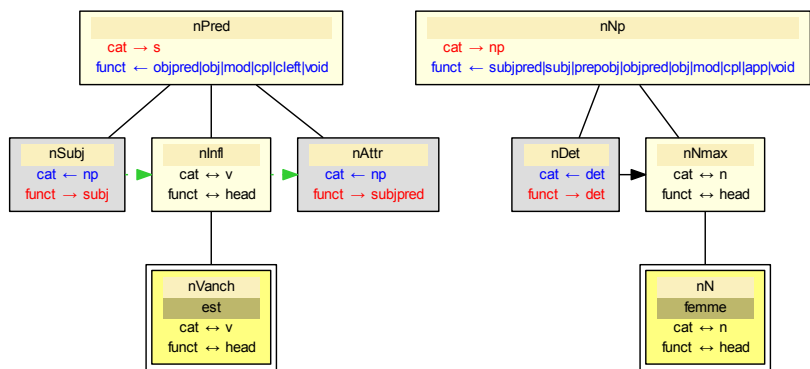 nPred
cat → s
funct ← objpred|obj|mod|cpl|cleft|void
nNp
cat → np
funct ← subjpred|subj|prepobj|objpred|obj|mod|cpl|app|void
nSubj
cat ← np
funct → subj
nInfl
cat ↔ v
funct ↔ head
nAttr
cat ← np
funct → subjpred
nDet
cat ← det
funct → det
nNmax
cat ↔ n
funct ↔ head
nVanch
est
cat ↔ v
funct ↔ head
nN
femme
cat ↔ n
funct ↔ head